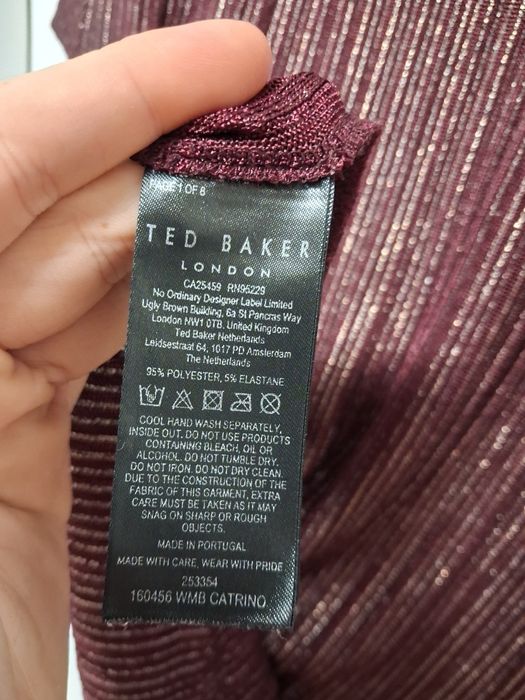 PAGE 1 OF 8
TED BAKER
LONDON
CA25459 RN95229
No Ordinary Designer Label Limited
Ugly Brown Building, 6a St Pancras Way
London NW1 0TB, United Kingdom
Ted Baker Netherlands
Leidsestraat 64, 1017 PD Amsterdam
The Netherlands
95% POLYESTER, 5% ELASTANE
COOL HAND WASH SEPARATELY,
INSIDE OUT. DO NOT USE PRODUCTS
CONTAINING BLEACH, OIL OR
ALCOHOL. DO NOT TUMBLE DRY.
DO NOT IRON. DO NOT DRY CLEAN.
DUE TO THE CONSTRUCTION OF THE
FABRIC OF THIS GARMENT, EXTRA
CARE MUST BE TAKEN AS IT MAY
SNAG ON SHARP OR ROUGH
OBJECTS.
MADE IN PORTUGAL
MADE WITH CARE, WEAR WITH PRIDE
253354
160456 WMB CATRINO